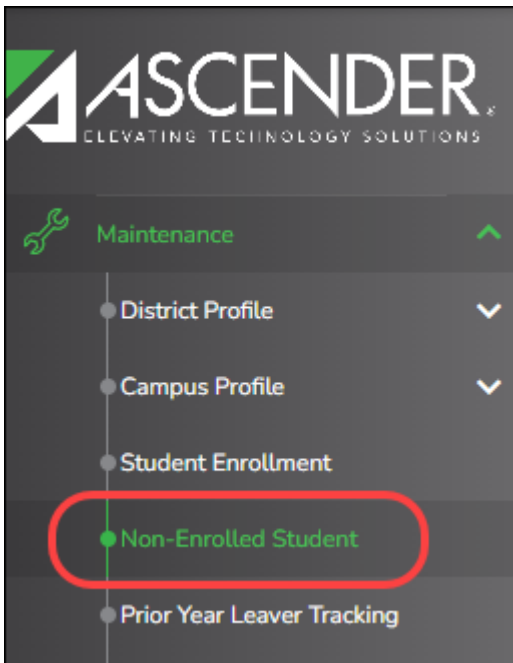 ASCENDER®
ELEVATING TECHNOLOGY SOLUTIONS
Maintenance
District Profile
Campus Profile
Student Enrollment
Non-Enrolled Student
Prior Year Leaver Tracking